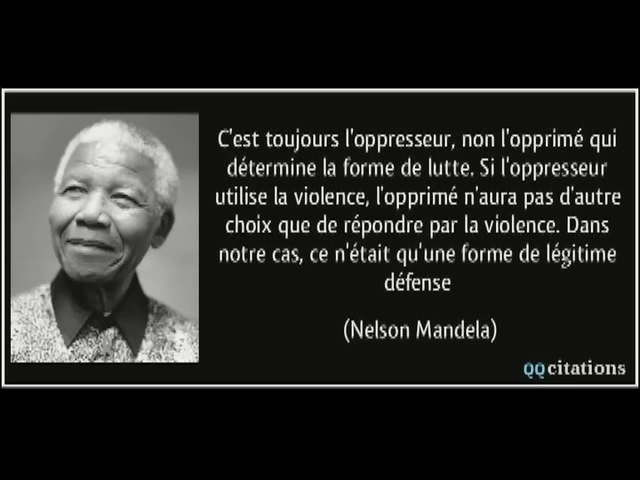 C'est toujours l'oppresseur, non l'opprimé qui
détermine la forme de lutte. Si l'oppresseur
utilise la violence, l'opprimé n'aura pas d'autre
choix que de répondre par la violence. Dans
notre cas, ce n'était qu'une forme de légitime
défense
(Nelson Mandela)
QQcitations